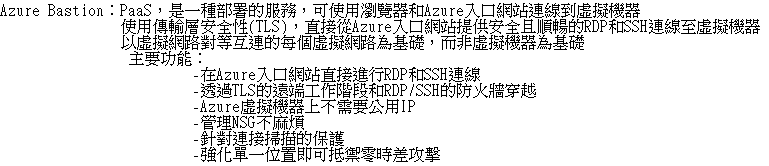 Azure Bastion：PaaS，是一種部署的服務，可使用瀏覽器和Azure入口網站連線到虛擬機器
使用傳輸層安全性(TLS)，直接從Azure入口網站提供安全且順暢的RDP和SSH連線至虛擬機器
以虛擬網路對等互連的每個虛擬網路為基礎，而非虛擬機器為基礎
主要功能：
-在Azure入口網站直接進行RDP和SSH連線
-透過TLS的遠端工作階段和RDP/SSH的防火牆穿越
-Azure虛擬機器上不需要公用IP
-管理NSG不麻煩
-針對連接掃描的保護
-強化單一位置即可抵禦零時差攻擊